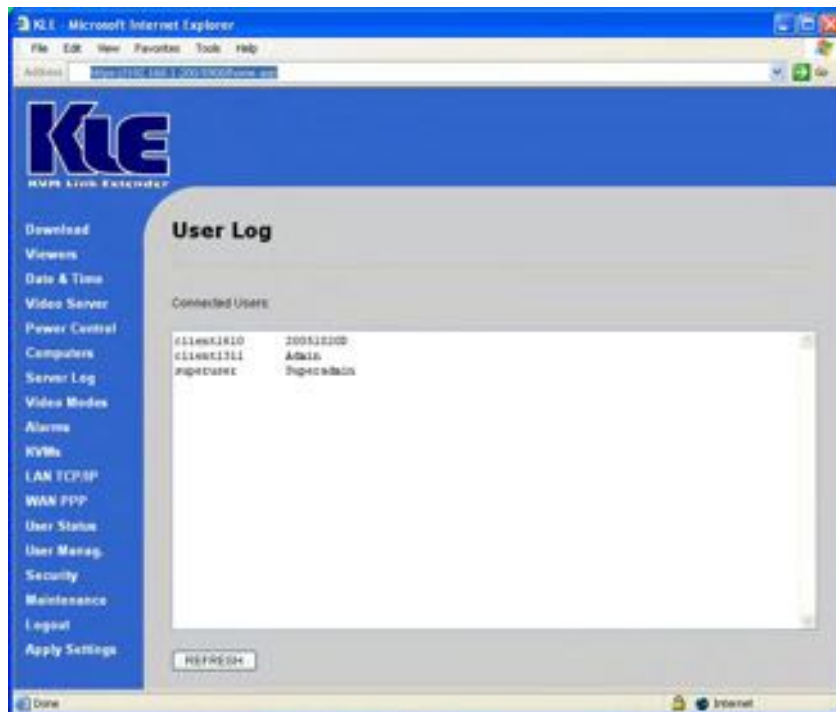 KLE - Microsoft Internet Explorer
File Edit View Favorites Tools Help
Address
Go
KLE
KVM Link Extender
Download
Viewers
Date & Time
Video Server
Power Control
Computers
Server Log
Video Modes
Alarms
KVMs
LAN TCP/IP
WAN PPP
User Status
User Manag.
Security
Maintenance
Logout
Apply Settings
User Log
Connected Users:
client1610
client1311 Admin
superuser Superadmin
REFRESH
Done
Internet